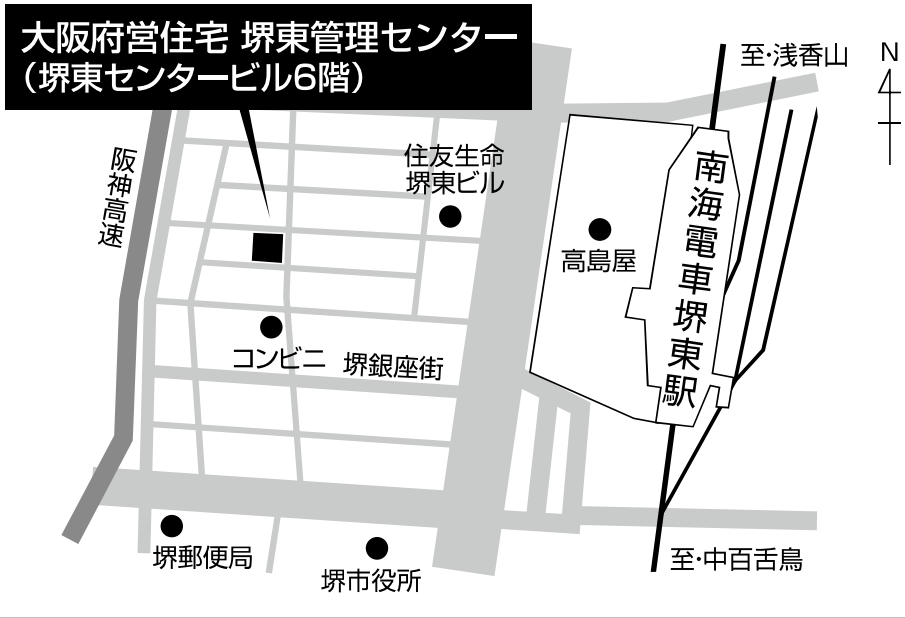 大阪府営住宅 堺東管理センター
（堺東センタービル6階）
至・浅香山
N
阪神高速
住友生命
堺東ビル
高島屋
南海電車堺東駅
コンビニ
堺銀座街
堺郵便局
堺市役所
至・中百舌鳥